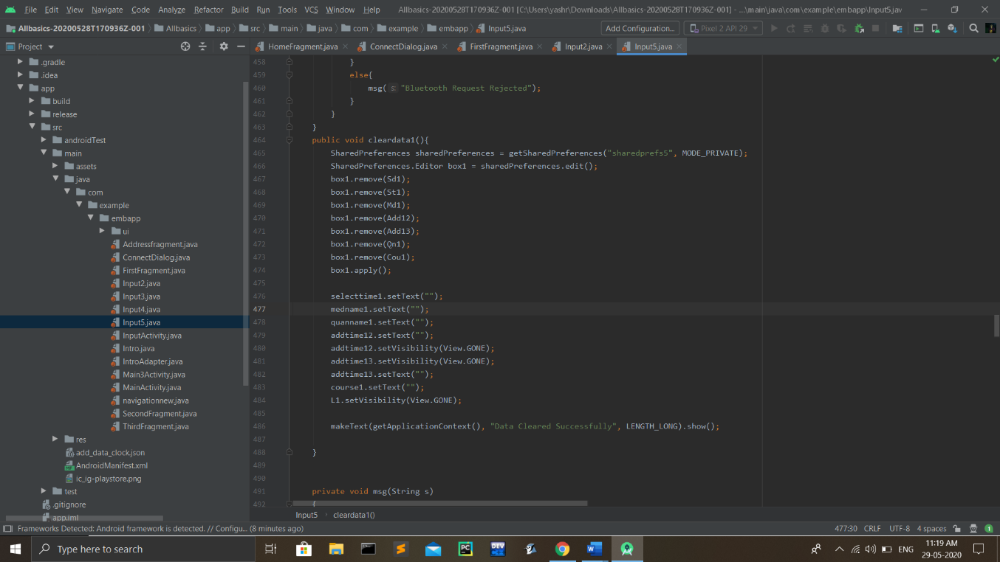 File Edit View Navigate Code Analyze Refactor Build Run Tools VCS Window Help Allbasics-20200528T170936Z-001 [C:\Users\yashr\Downloads\Allbasics-20200528T170936Z-001] - ...\main\java\com\example\embapp\Input5.jav
Allbasics-20200528T170936Z-001 Allbasics app src main java com example embapp Input5.java Add Configuration... Pixel 2 API 29
Project HomeFragment.java ConnectDialog.java FirstFragment.java Input2.java Input5.java
.gradle
.idea
app
build
release
src
androidTest
main
assets
java
com
example
embapp
ui
Addressfragment.java
ConnectDialog.java
FirstFragment.java
Input2.java
Input3.java
Input4.java
Input5.java
InputActivity.java
Intro.java
IntroAdapter.java
Main3Activity.java
MainActivity.java
navigationnew.java
SecondFragment.java
ThirdFragment.java
res
add_data_clock.json
AndroidManifest.xml
ic_ig-playstore.png
test
.gitignore
app.iml
458 }
459 else{
460 msg( s: "Bluetooth Request Rejected");
461 }
462 }
463 }
464 public void cleardata1(){
465 SharedPreferences sharedPreferences = getSharedPreferences("sharedprefs5", MODE_PRIVATE);
466 SharedPreferences.Editor box1 = sharedPreferences.edit();
467 box1.remove(Sd1);
468 box1.remove(St1);
469 box1.remove(Md1);
470 box1.remove(Add12);
471 box1.remove(Add13);
472 box1.remove(Qn1);
473 box1.remove(Cou1);
474 box1.apply();
475
476 selecttime1.setText("");
477 medname1.setText("");
478 quanname1.setText("");
479 addtime12.setText("");
480 addtime12.setVisibility(View.GONE);
481 addtime13.setVisibility(View.GONE);
482 addtime13.setText("");
483 course1.setText("");
484 L1.setVisibility(View.GONE);
485
486 makeText(getApplicationContext(), "Data Cleared Successfully", LENGTH_LONG).show();
487
488 }
489
490
491 private void msg(String s)
492 {
Input5 cleardata1()
Frameworks Detected: Android framework is detected. // Configu... (8 minutes ago) 477:30 CRLF UTF-8 4 spaces 1
Type here to search PC DEV W ENG 11:19 AM
29-05-2020